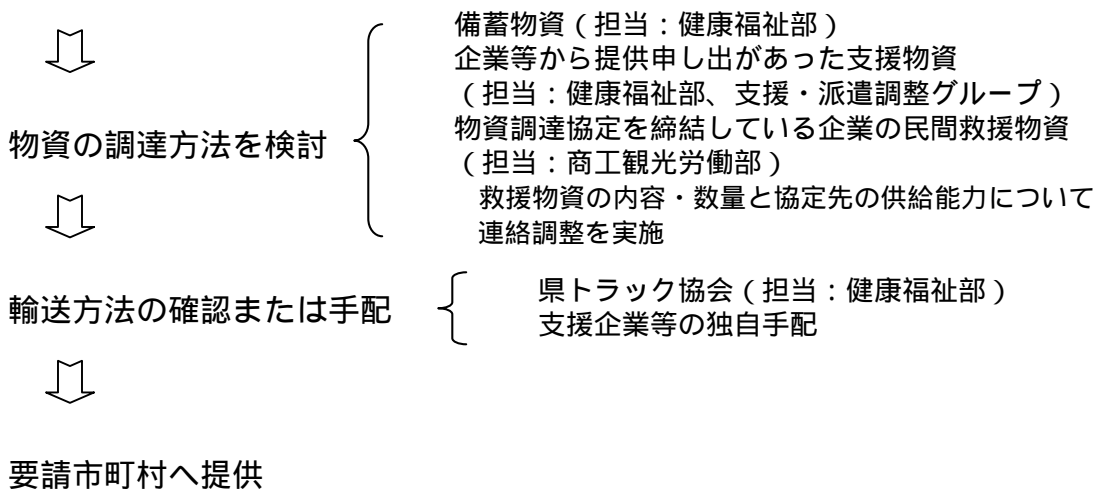 備蓄物資(担当:健康福祉部)
企業等から提供申し出があった支援物資
(担当:健康福祉部、支援・派遣調整グループ)
物資の調達方法を検討
物資調達協定を締結している企業の民間救援物資
(担当:商工観光労働部)
救援物資の内容・数量と協定先の供給能力について
連絡調整を実施
輸送方法の確認または手配
県トラック協会(担当:健康福祉部)
支援企業等の独自手配
要請市町村へ提供